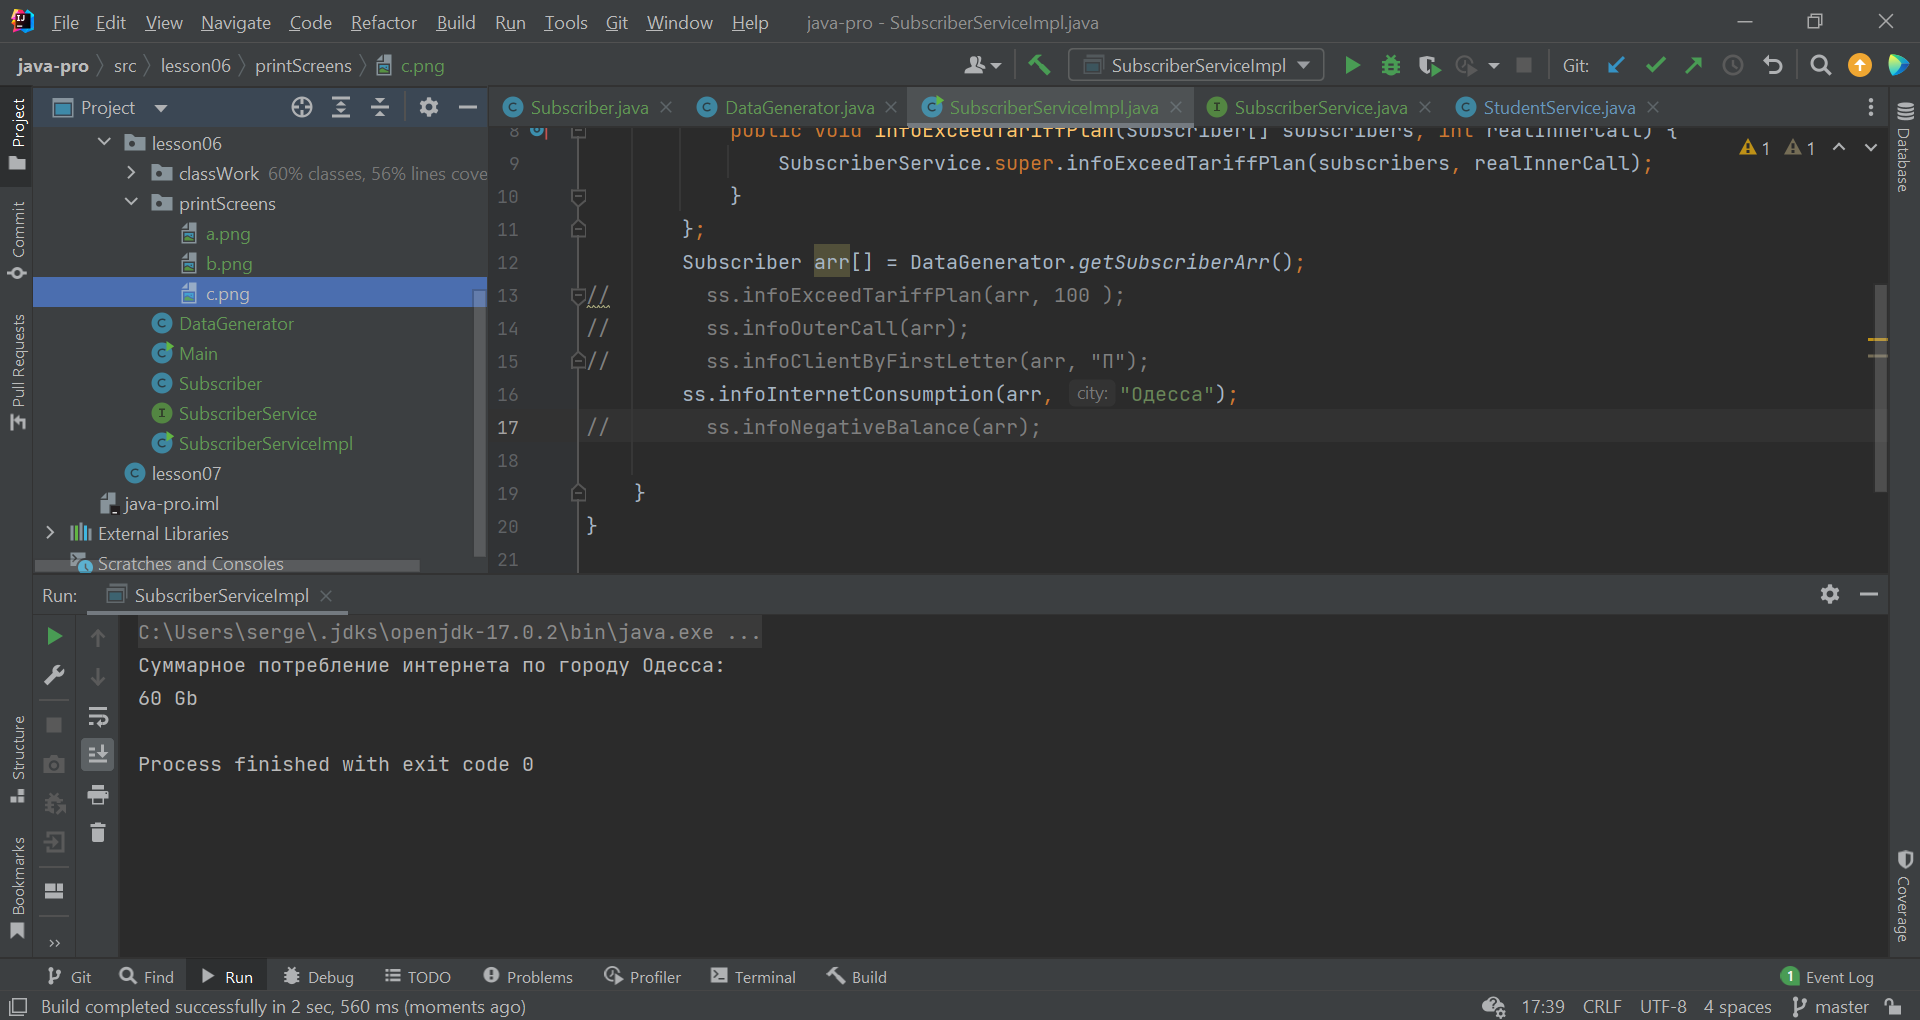 File Edit View Navigate Code Refactor Build Run Tools Git Window Help java-pro - SubscriberServiceImpl.java
java-pro src lesson06 printScreens c.png SubscriberServiceImpl Git:
Project Subscriber.java DataGenerator.java SubscriberServiceImpl.java SubscriberService.java StudentService.java
Project
Commit
Pull Requests
Structure
Bookmarks
lesson06
classWork 60% classes, 56% lines cove
printScreens
a.png
b.png
c.png
DataGenerator
Main
Subscriber
SubscriberService
SubscriberServiceImpl
lesson07
java-pro.iml
External Libraries
Scratches and Consoles
8 public void infoExceedTariffPlan(Subscriber[] subscribers, int realInnerCall) {
9 SubscriberService.super.infoExceedTariffPlan(subscribers, realInnerCall);
10 }
11 };
12 Subscriber arr[] = DataGenerator.getSubscriberArr();
13 // ss.infoExceedTariffPlan(arr, 100 );
14 // ss.infoOuterCall(arr);
15 // ss.infoClientByFirstLetter(arr, "П");
16 ss.infoInternetConsumption(arr, city: "Одесса");
17 // ss.infoNegativeBalance(arr);
18
19 }
20 }
21
1 1
Database
Coverage
Run: SubscriberServiceImpl
C:\Users\serge\.jdks\openjdk-17.0.2\bin\java.exe ...
Суммарное потребление интернета по городу Одесса:
60 Gb
Process finished with exit code 0
Git Find Run Debug TODO Problems Profiler Terminal Build 1 Event Log
Build completed successfully in 2 sec, 560 ms (moments ago) 17:39 CRLF UTF-8 4 spaces master